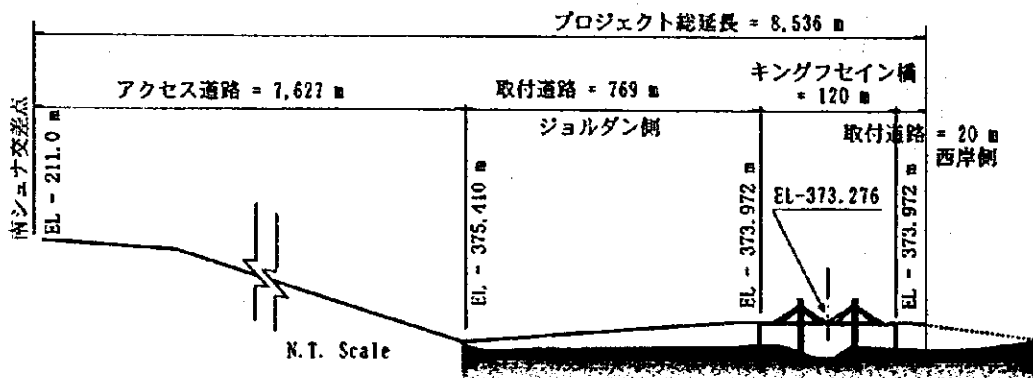 プロジェクト総延長 = 8,536 m
アクセス道路 = 7,627 m
取付道路 = 769 m
ジョルダン側
キングフセイン橋
= 120 m
取付道路 = 20 m
西岸側
南シュナ交差点
EL - 211.0 m
EL - 375.410 m
EL - 373.972 m
EL-373.276
EL - 373.972 m
N.T. Scale